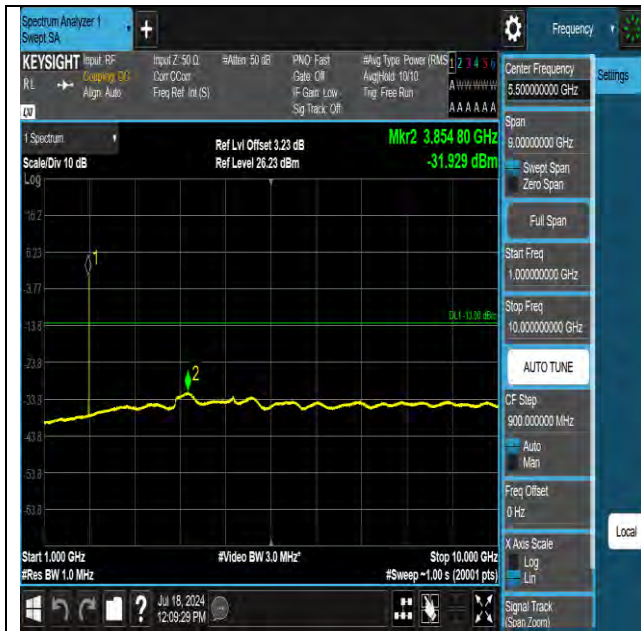 Spectrum Analyzer 1
Swept SA
Frequency
KEYSIGHT
Input: RF
Coupling: DC
Align: Auto
RL
Input Z: 50 Ω
Corr CCorr
Freq Ref: Int (S)
#Atten: 50 dB
PNO: Fast
Gate: Off
IF Gain: Low
Sig Track: Off
#Avg Type: Power (RMS)
Avg|Hold: 10/10
Trig: Free Run
1 2 3 4 5 6
A W W W W W
A A A A A A
1 Spectrum
Scale/Div 10 dB
Log
Ref Lvl Offset 3.23 dB
Ref Level 26.23 dBm
Mkr2 3.854 80 GHz
-31.929 dBm
16.2
6.23
-3.77
-13.8
-23.8
-33.8
-43.8
-53.8
-63.8
1
2
DL1 -13.00 dBm
Start 1.000 GHz
#Res BW 1.0 MHz
#Video BW 3.0 MHz*
Stop 10.000 GHz
#Sweep ~1.00 s (20001 pts)
Jul 18, 2024
12:09:29 PM
Center Frequency
5.500000000 GHz
Settings
Span
9.00000000 GHz
Swept Span
Zero Span
Full Span
Start Freq
1.000000000 GHz
Stop Freq
10.00000000 GHz
AUTO TUNE
CF Step
900.000000 MHz
Auto
Man
Freq Offset
0 Hz
X Axis Scale
Log
Lin
Local
Signal Track
(Span Zoom)